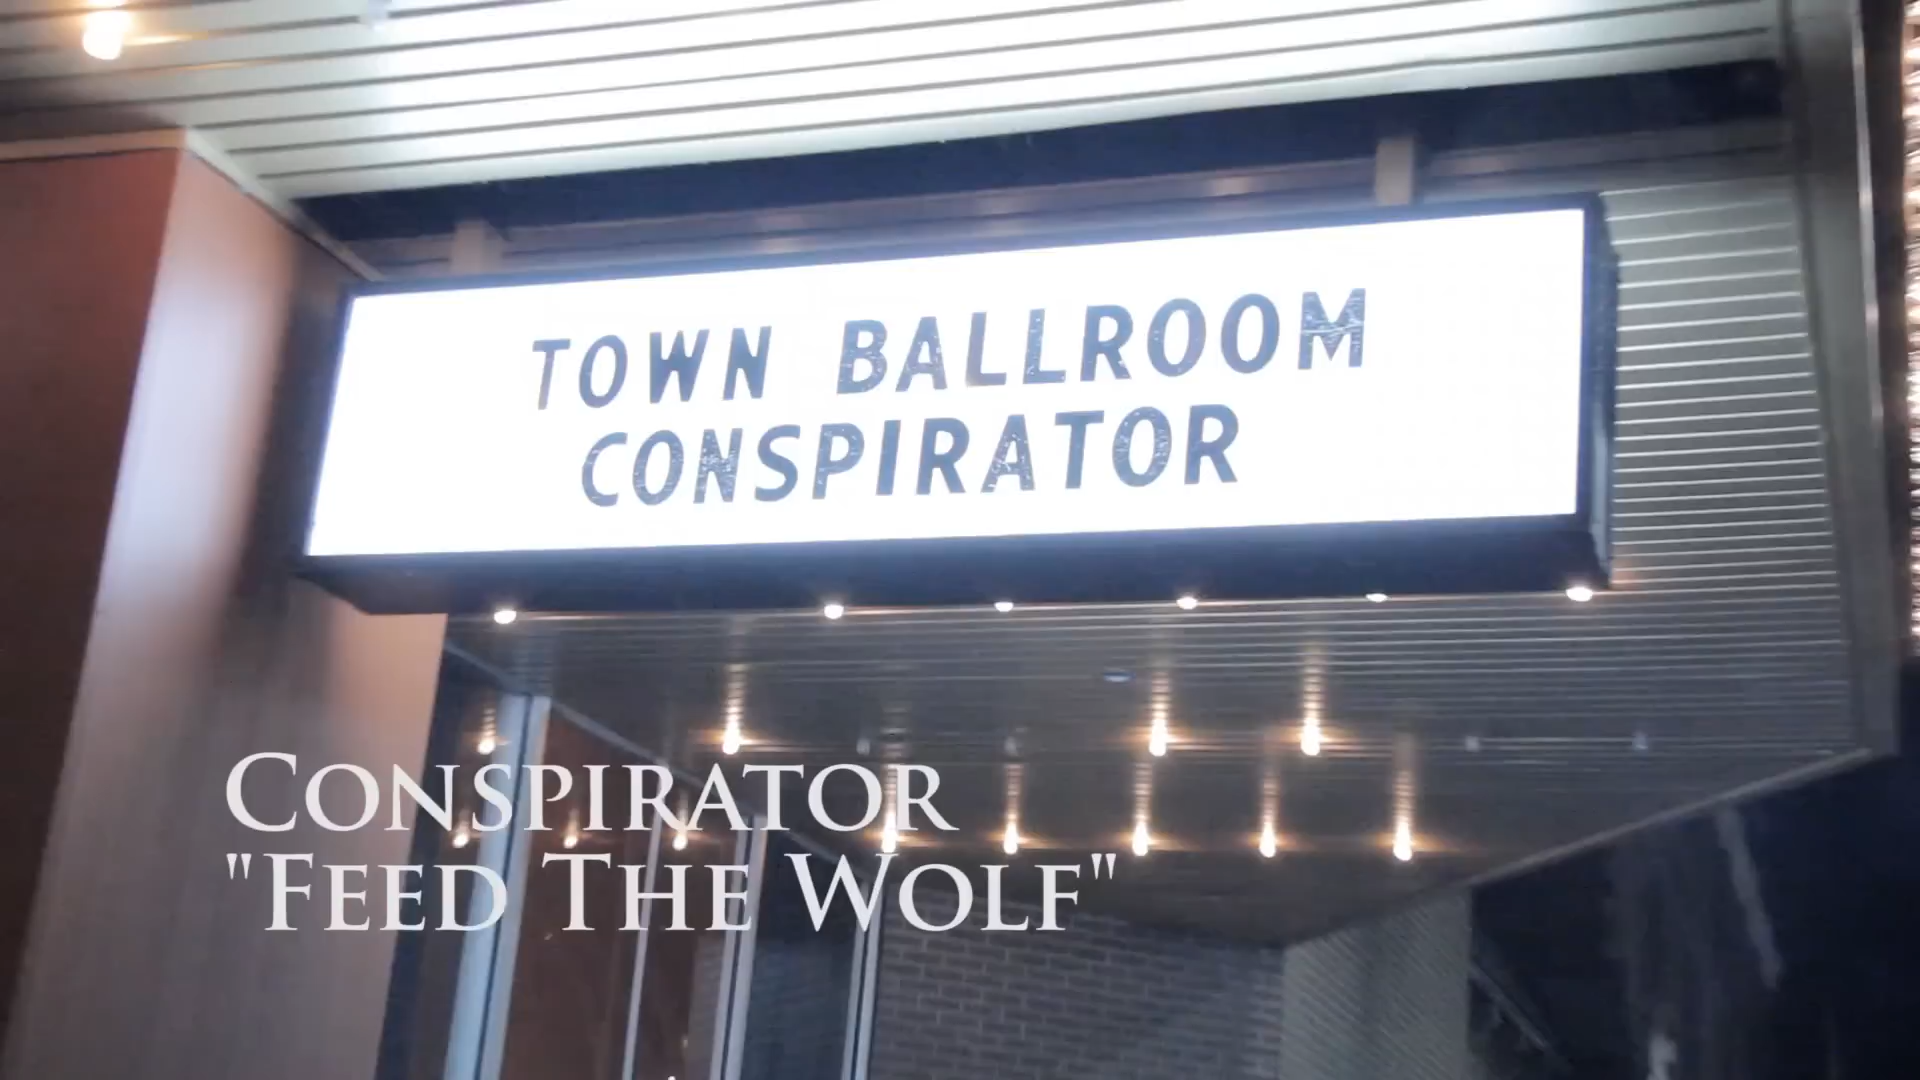 TOWN BALLROOM
CONSPIRATOR
CONSPIRATOR
"FEED THE WOLF"